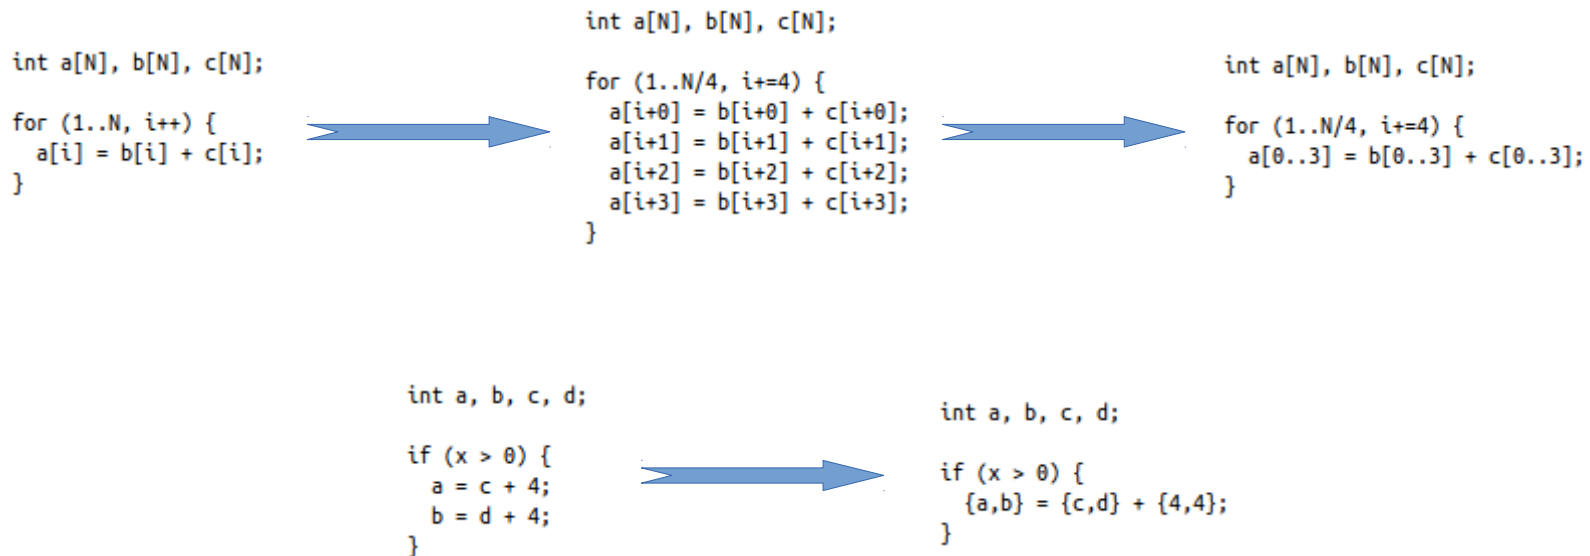 int a[N], b[N], c[N];
for (1..N, i++) {
a[i] = b[i] + c[i];
}
int a[N], b[N], c[N];
for (1..N/4, i+=4) {
a[i+0] = b[i+0] + c[i+0];
a[i+1] = b[i+1] + c[i+1];
a[i+2] = b[i+2] + c[i+2];
a[i+3] = b[i+3] + c[i+3];
}
int a[N], b[N], c[N];
for (1..N/4, i+=4) {
a[0..3] = b[0..3] + c[0..3];
}
int a, b, c, d;
if (x > 0) {
a = c + 4;
b = d + 4;
}
int a, b, c, d;
if (x > 0) {
{a,b} = {c,d} + {4,4};
}